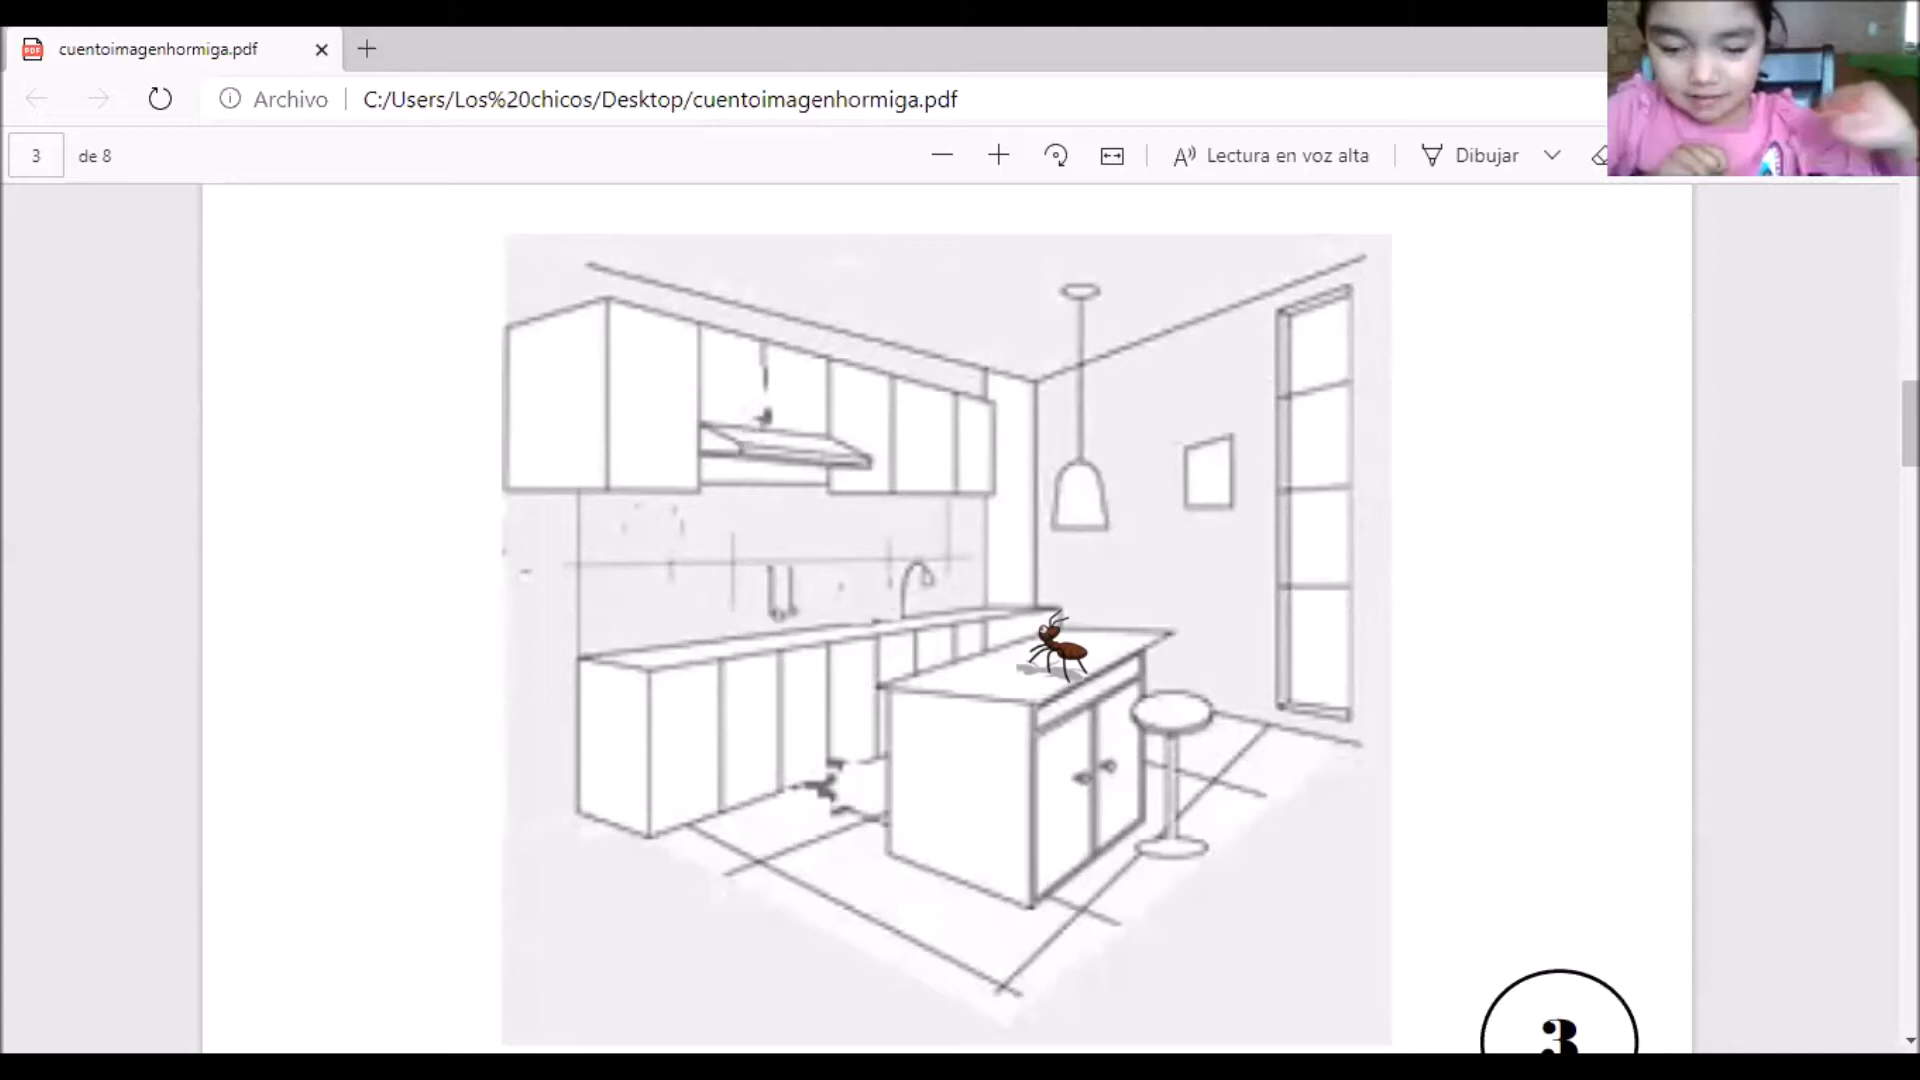 cuentoimagenhormiga.pdf
Archivo
C:/Users/Los%20chicos/Desktop/cuentoimagenhormiga.pdf
3 de 8
Lectura en voz alta
Dibujar
3